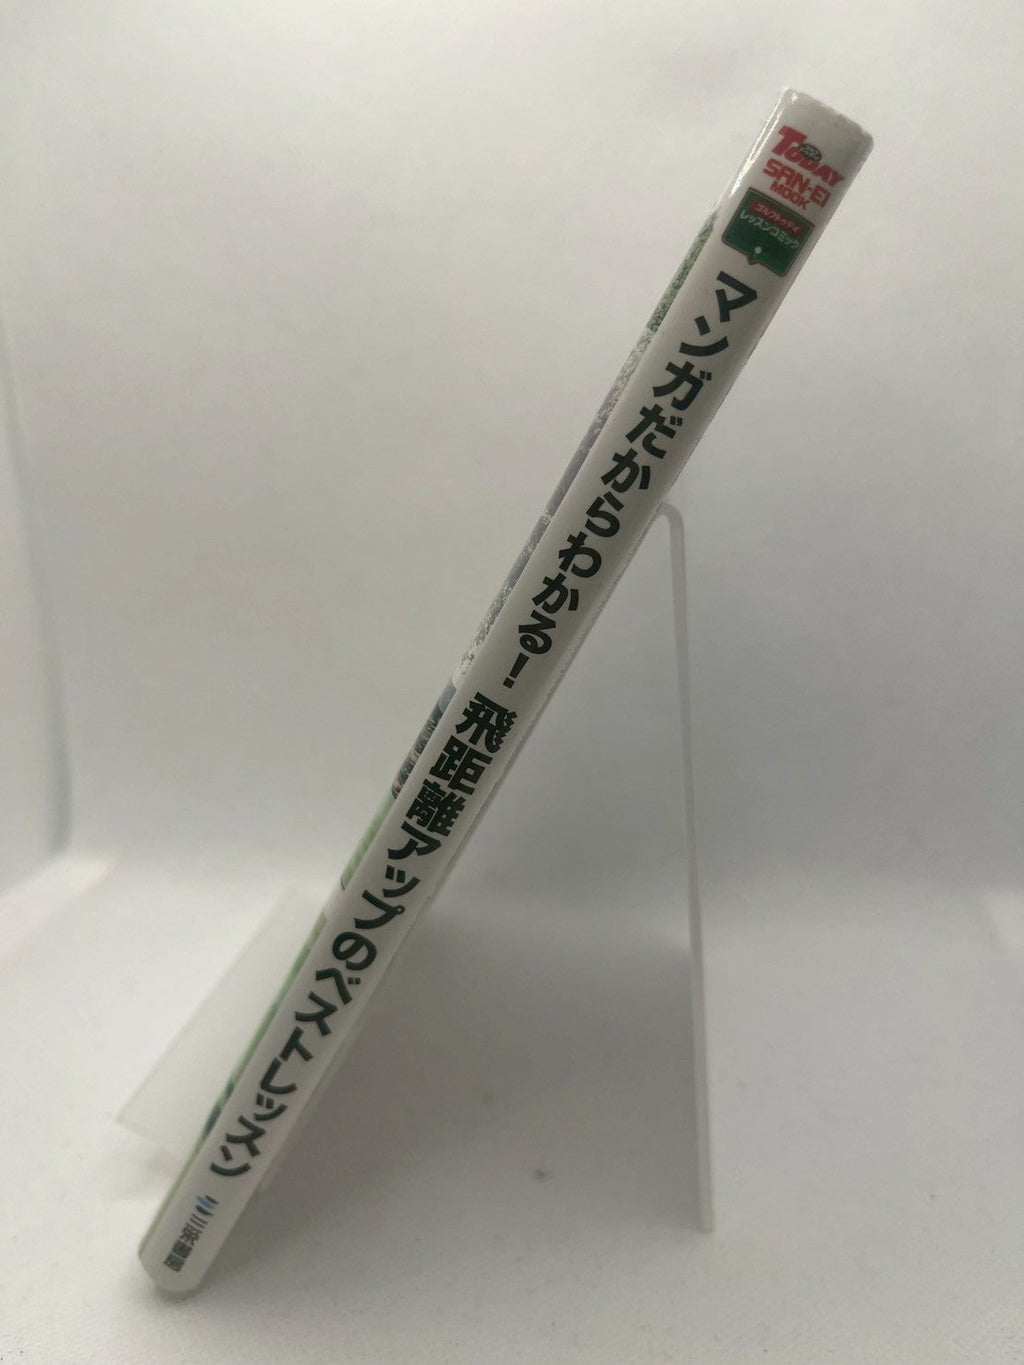 TODAY
SAN-EI
MOOK
ゴルフトゥデイ
レッスンコミック
マンガだからわかる! 飛距離アップのベストレッスン
三栄書房